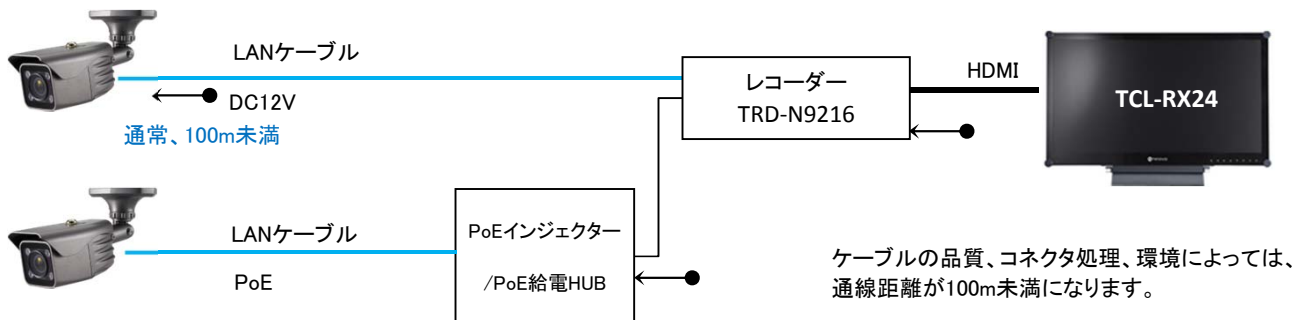 LANケーブル
DC12V
通常、100m未満
レコーダー
TRD-N9216
HDMI
TCL-RX24
LANケーブル
PoE
PoEインジェクター
/PoE給電HUB
ケーブルの品質、コネクタ処理、環境によっては、
通線距離が100m未満になります。